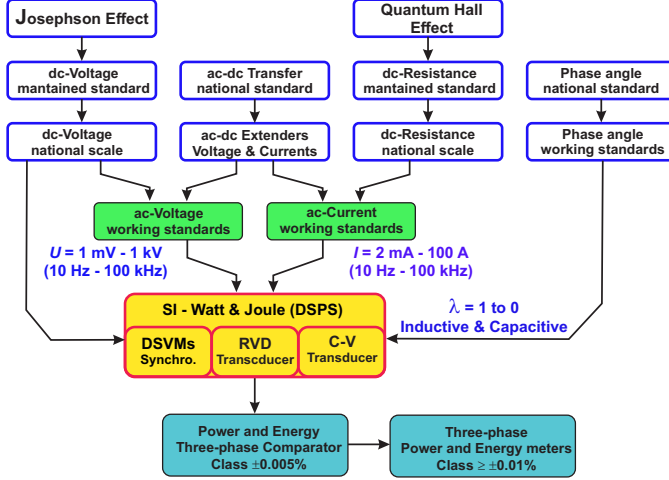 Josephson Effect
Quantum Hall
Effect
dc-Voltage
mantained standard
ac-dc Transfer
national standard
dc-Resistance
mantained standard
Phase angle
national standard
dc-Voltage
national scale
ac-dc Extenders
Voltage & Currents
dc-Resistance
national scale
Phase angle
working standards
ac-Voltage
working standards
ac-Current
working standards
U = 1 mV - 1 kV
(10 Hz - 100 kHz)
I = 2 mA - 100 A
(10 Hz - 100 kHz)
SI - Watt & Joule (DSPS)
λ = 1 to 0
Inductive & Capacitive
DSVMs
Synchro.
RVD
Transcducer
C-V
Transducer
Power and Energy
Three-phase Comparator
Class ±0.005%
Three-phase
Power and Energy meters
Class ≥ ±0.01%